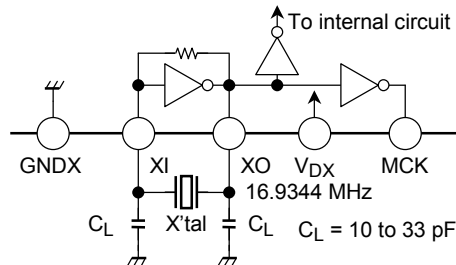 To internal circuit
GNDX XI XO VDX MCK
16.9344 MHz
CL X'tal CL CL = 10 to 33 pF